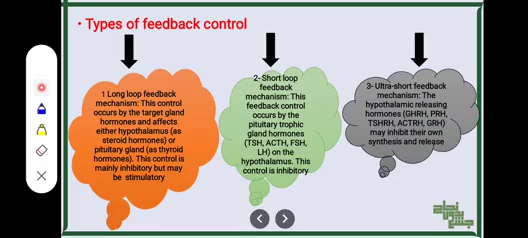 • Types of feedback control
1 Long loop feedback
mechanism: This control
occurs by the target gland
hormones and affects
either hypothalamus (as
steroid hormones) or
pituitary gland (as thyroid
hormones). This control is
mainly inhibitory but may
be stimulatory
2- Short loop
feedback
mechanism: This
feedback control
occurs by the
pituitary trophic
gland hormones
(TSH, ACTH, FSH,
LH) on the
hypothalamus. This
control is inhibitory
3- Ultra-short feedback
mechanism: The
hypothalamic releasing
hormones (GHRH, PRH,
TSHRH, ACTRH, GRH)
may inhibit their own
synthesis and release